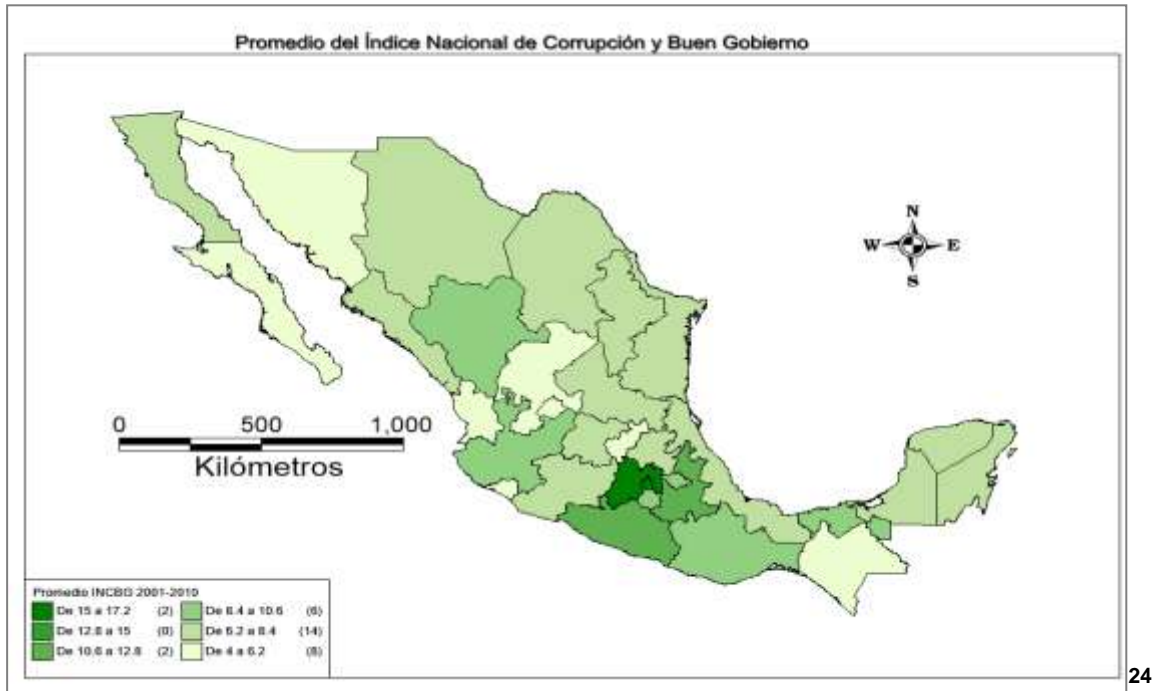 Promedio del Índice Nacional de Corrupción y Buen Gobierno
N
W E
S
0 500 1,000
Kilómetros
Promedio INCBG 2001-2010
De 15 a 17.2 (2) De 8.4 a 10.6 (6)
De 12.8 a 15 (0) De 6.2 a 8.4 (14)
De 10.6 a 12.8 (2) De 4 a 6.2 (8)
24